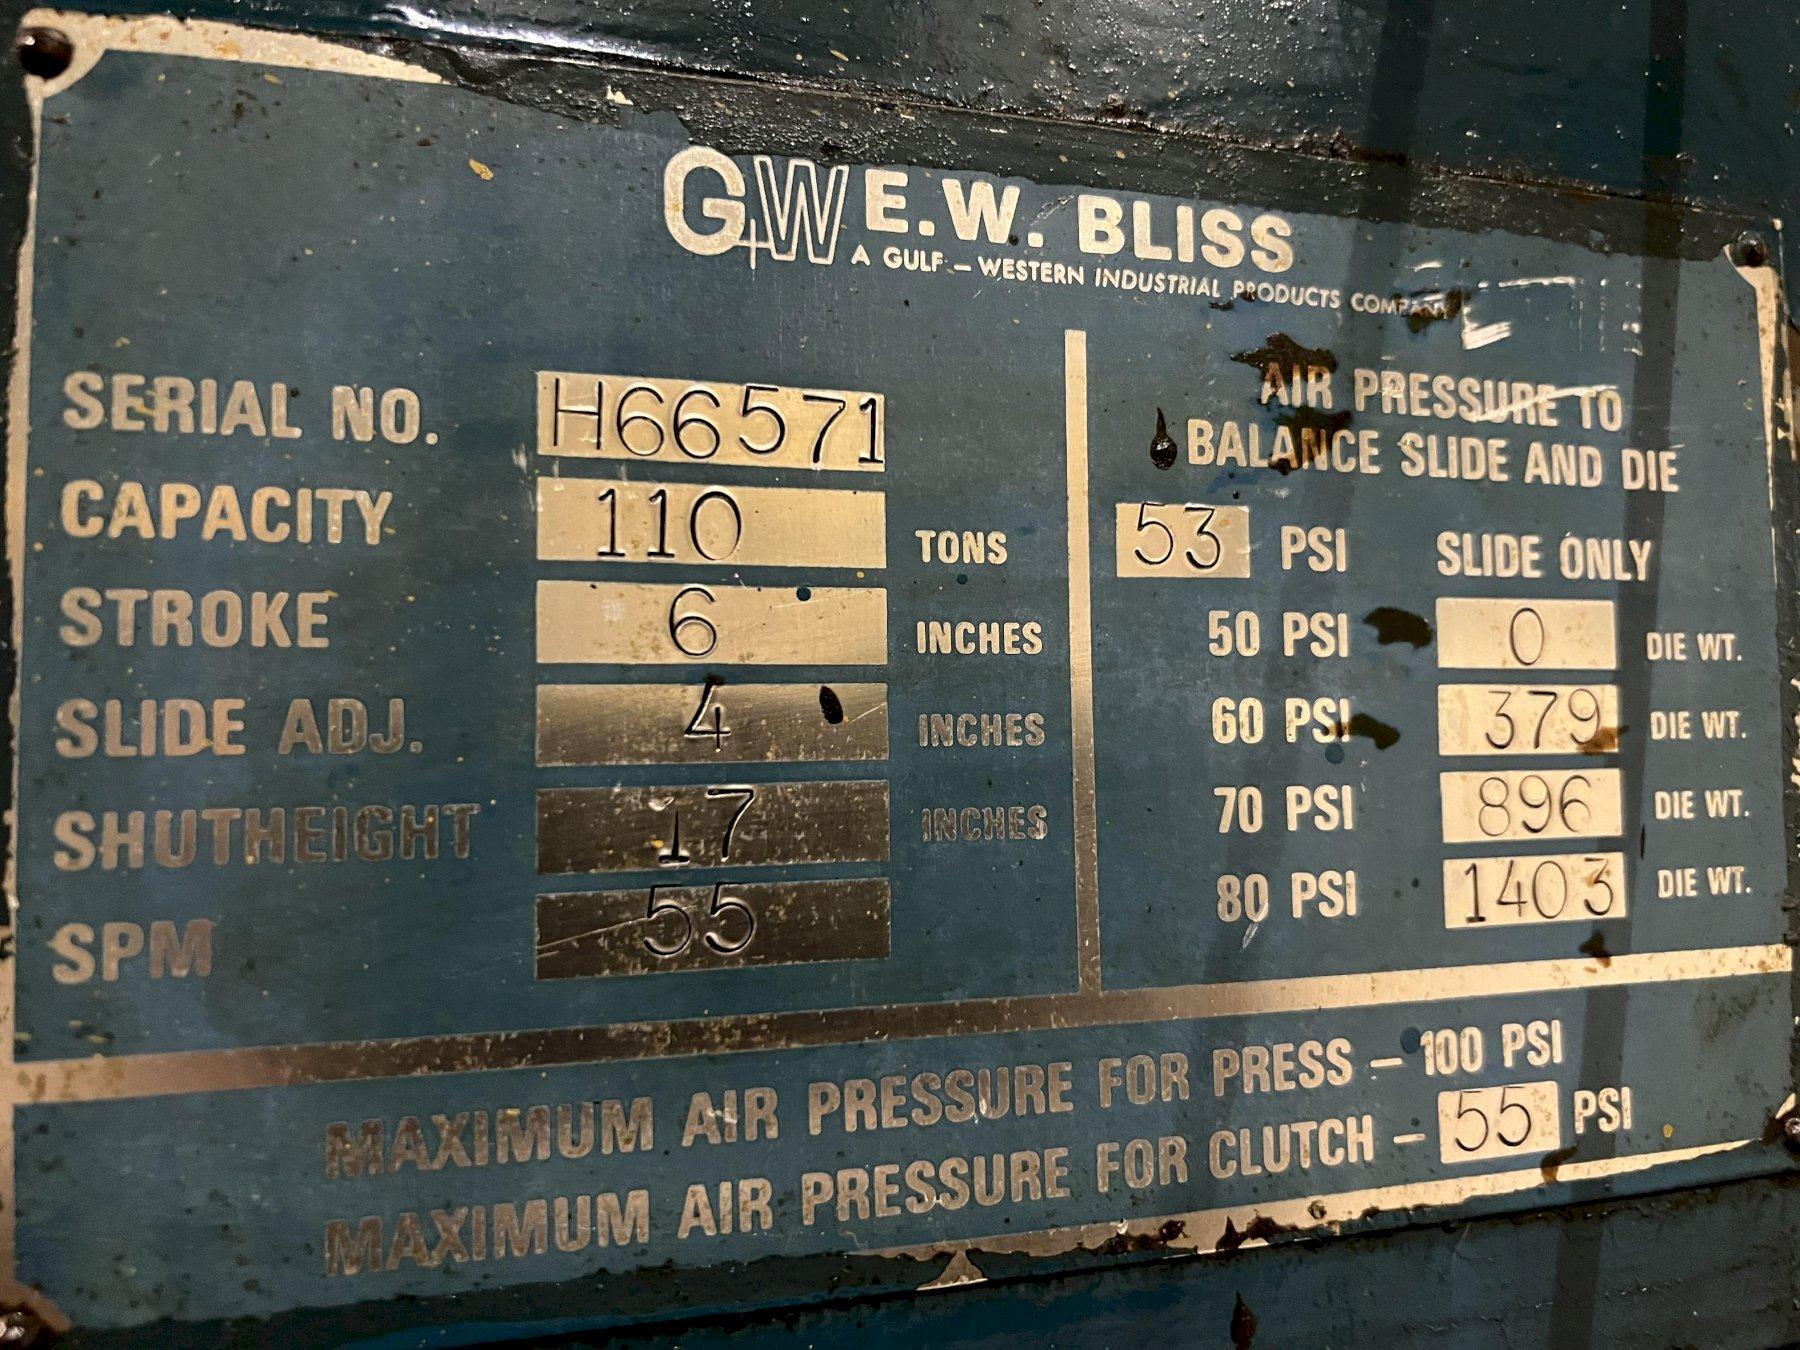 G+W E.W. BLISS
A GULF – WESTERN INDUSTRIAL PRODUCTS COMPANY
SERIAL NO. H66571
CAPACITY 110 TONS
STROKE 6 INCHES
SLIDE ADJ. 4 INCHES
SHUTHEIGHT 17 INCHES
SPM 55
AIR PRESSURE TO
BALANCE SLIDE AND DIE
53 PSI SLIDE ONLY
50 PSI 0 DIE WT.
60 PSI 379 DIE WT.
70 PSI 896 DIE WT.
80 PSI 1403 DIE WT.
MAXIMUM AIR PRESSURE FOR PRESS – 100 PSI
MAXIMUM AIR PRESSURE FOR CLUTCH – 55 PSI